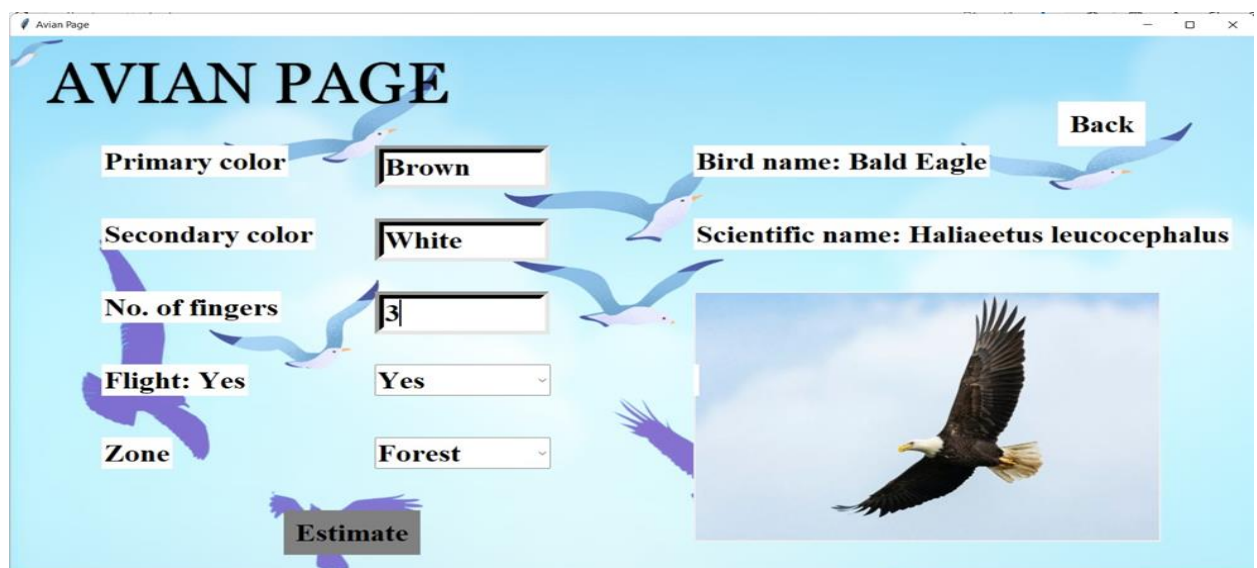 Avian Page
AVIAN PAGE
Back
Primary color
Brown
Bird name: Bald Eagle
Secondary color
White
Scientific name: Haliaeetus leucocephalus
No. of fingers
3
Flight: Yes
Yes
Zone
Forest
Estimate